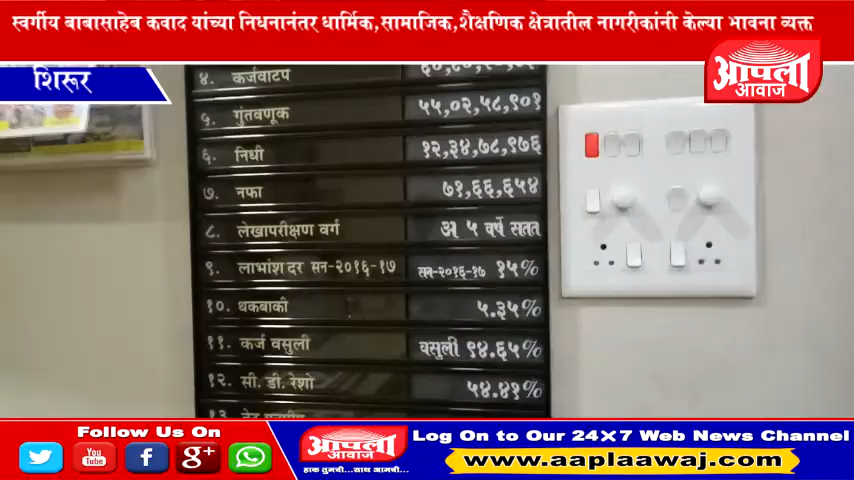 स्वर्गीय बाबासाहेब कवाद यांच्या निधनानंतर धार्मिक,सामाजिक,शैक्षणिक क्षेत्रातील नागरीकांनी केल्या भावना व्यक्त
शिरूर
आपला
आवाज
४. कर्जवाटप
५. गुंतवणूक ५५,०२,५८,९०१
६. निधी १२,३४,७८,९७६
७. नफा ७१,६६,६५४
८. लेखापरीक्षण वर्ग अ ५ वर्षे सतत
९. लाभांश दर सन-२०१६-१७ सन-२०१६-१७ १५%
१०. थकबाकी ५.३५%
११. कर्ज वसुली वसुली ९४.६५%
१२. सी. डी. रेशो ५४.४१%
१३.
Follow Us On
You
Tube
f
g+
आपला
आवाज
हाक तुमची...साथ आमची...
Log On to Our 24X7 Web News Channel
www.aaplaawaj.com